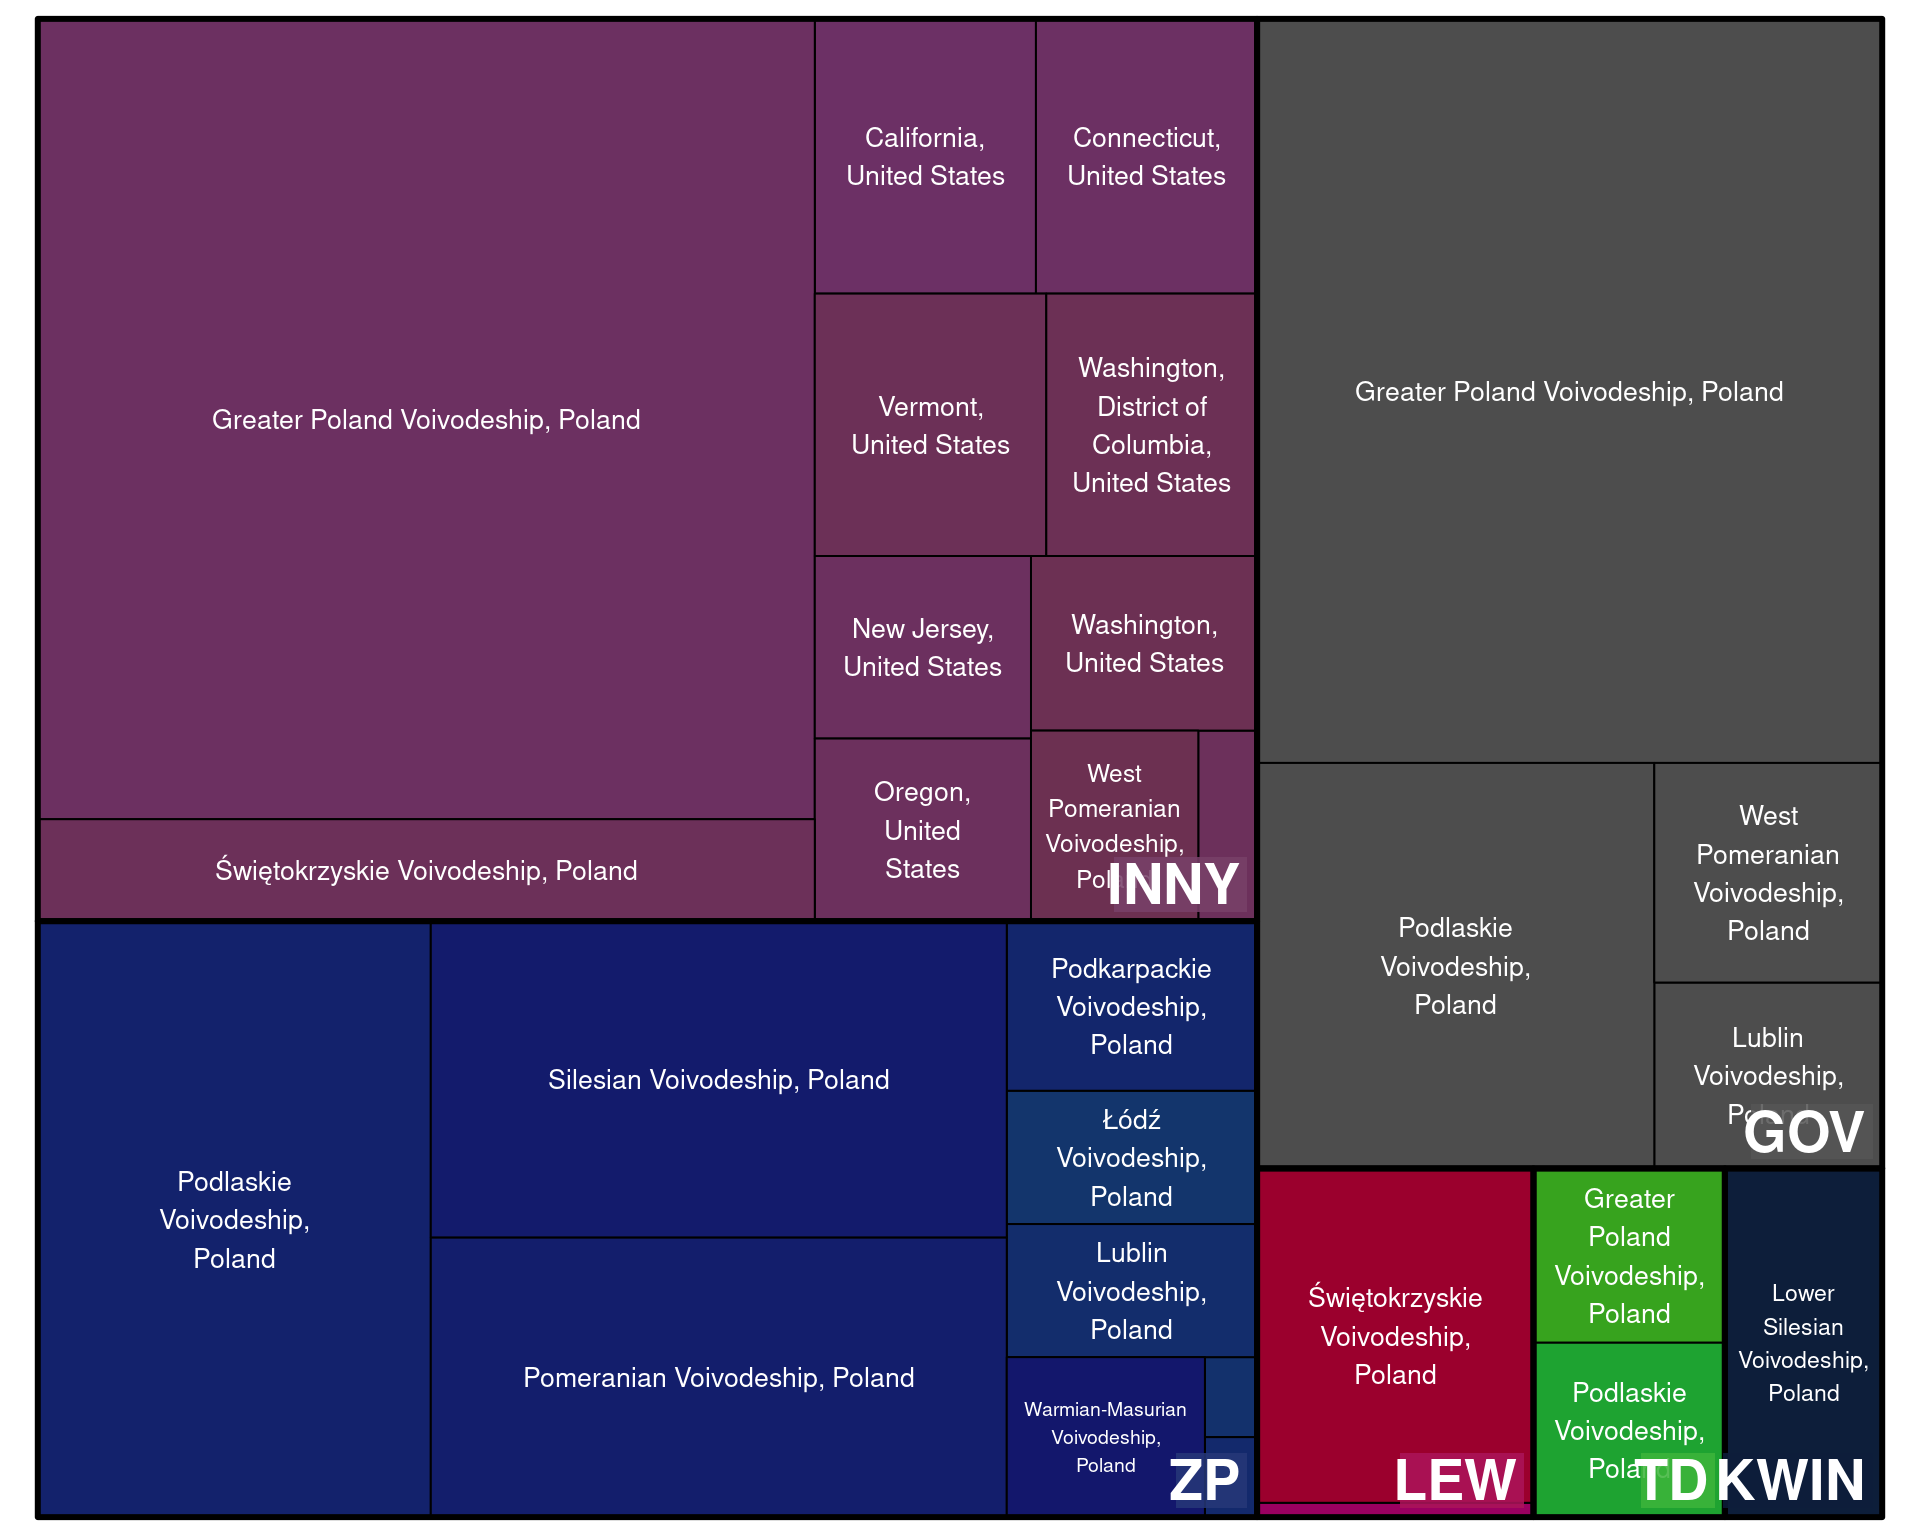 Greater Poland Voivodeship, Poland
Świętokrzyskie Voivodeship, Poland
California,
United States
Connecticut,
United States
Vermont,
United States
Washington,
District of
Columbia,
United States
New Jersey,
United States
Washington,
United States
Oregon,
United
States
West
Pomeranian
Voivodeship,
INNY
Podlaskie
Voivodeship,
Poland
Silesian Voivodeship, Poland
Pomeranian Voivodeship, Poland
Podkarpackie
Voivodeship,
Poland
Łódź
Voivodeship,
Poland
Lublin
Voivodeship,
Poland
Warmian-Masurian
Voivodeship,
Poland
ZP
Greater Poland Voivodeship, Poland
Podlaskie
Voivodeship,
Poland
West
Pomeranian
Voivodeship,
Poland
Lublin
Voivodeship,
GOV
Świętokrzyskie
Voivodeship,
Poland
LEW
Greater
Poland
Voivodeship,
Poland
Podlaskie
Voivodeship,
TD
Lower
Silesian
Voivodeship,
Poland
KWIN